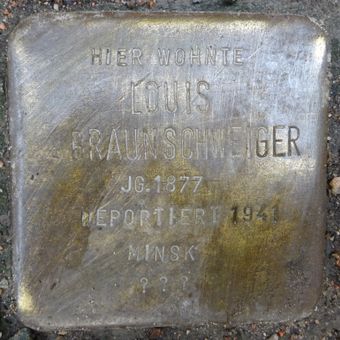 HIER WOHNTE
LOUIS
BRAUNSCHWEIGER
JG. 1877
DEPORTIERT 1941
MINSK
? ? ?